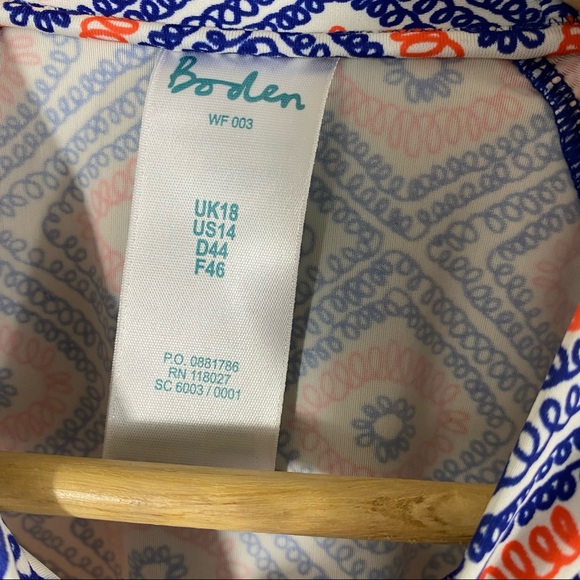 Boden
WF 003
UK18
US14
D44
F46
P.O. 0881786
RN 118027
SC 6003 / 0001